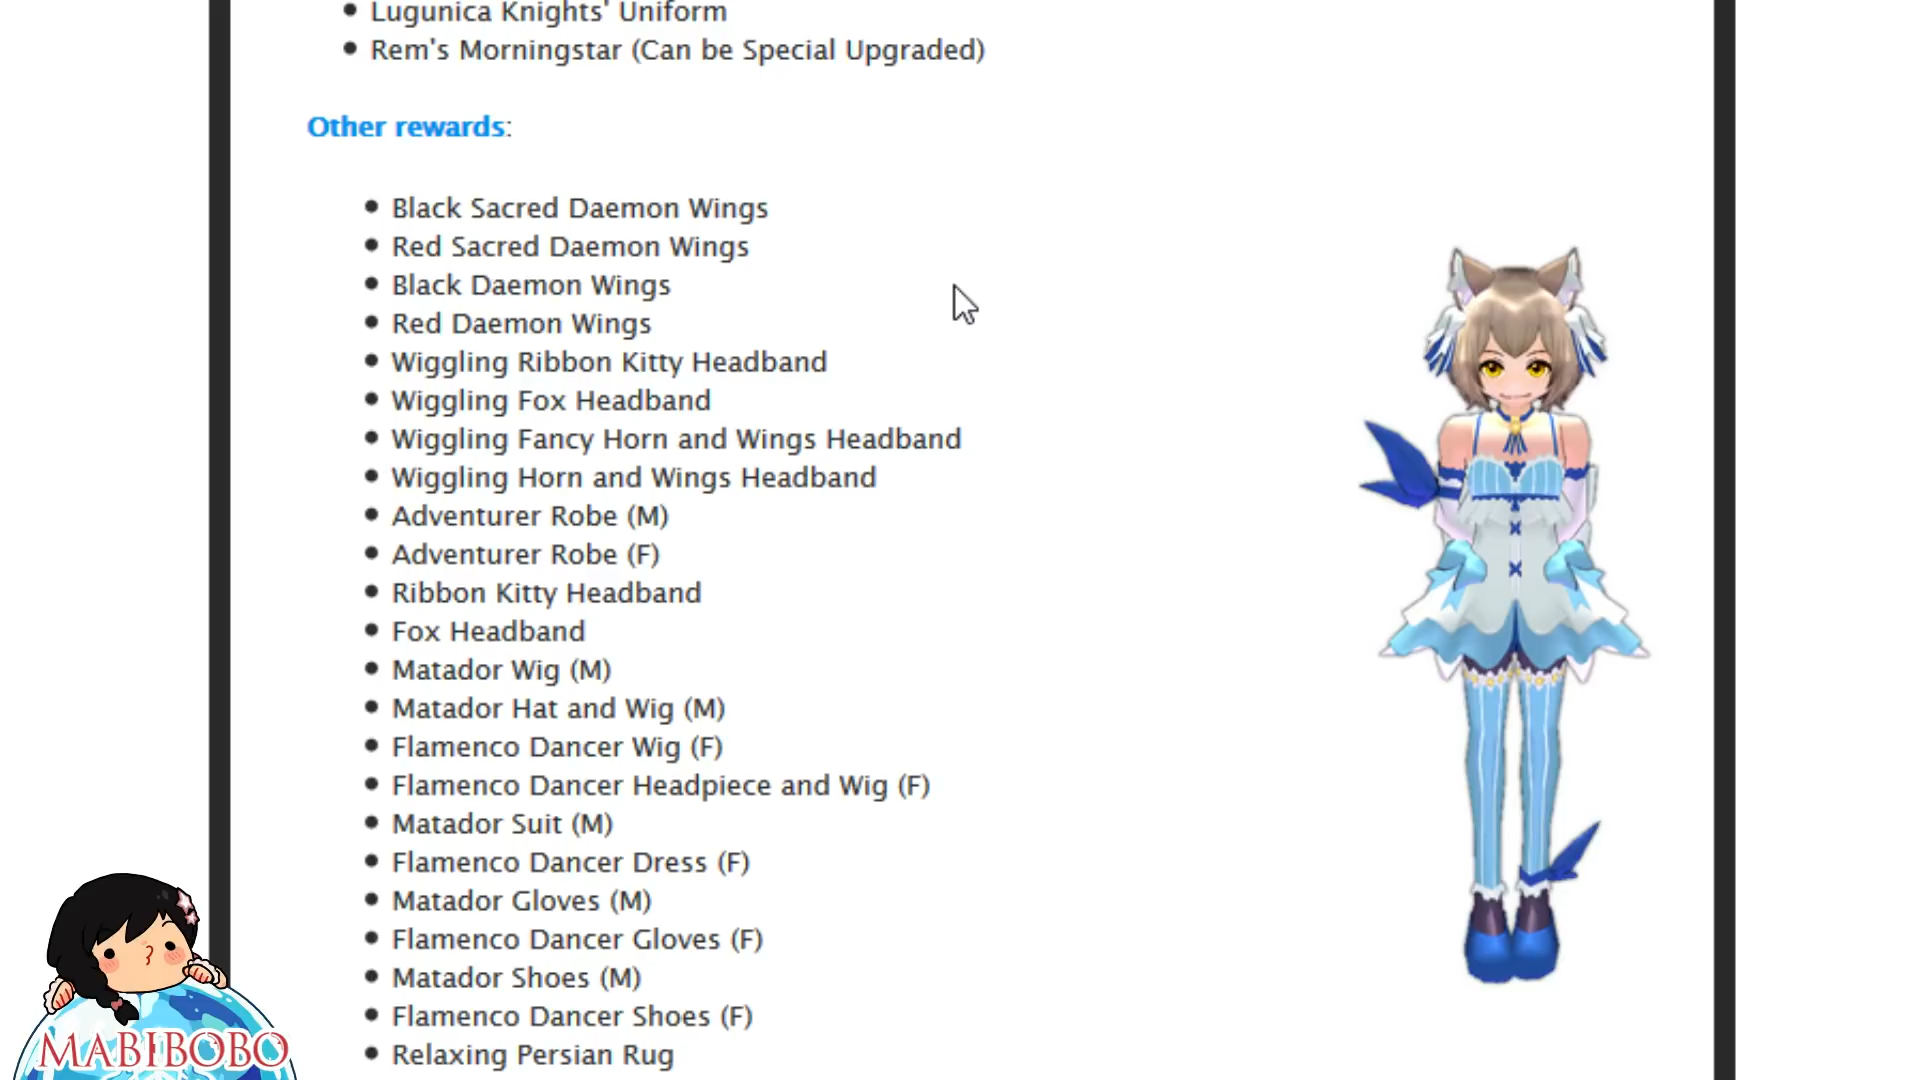 Lugunica Knights' Uniform
Rem's Morningstar (Can be Special Upgraded)
Other rewards:
Black Sacred Daemon Wings
Red Sacred Daemon Wings
Black Daemon Wings
Red Daemon Wings
Wiggling Ribbon Kitty Headband
Wiggling Fox Headband
Wiggling Fancy Horn and Wings Headband
Wiggling Horn and Wings Headband
Adventurer Robe (M)
Adventurer Robe (F)
Ribbon Kitty Headband
Fox Headband
Matador Wig (M)
Matador Hat and Wig (M)
Flamenco Dancer Wig (F)
Flamenco Dancer Headpiece and Wig (F)
Matador Suit (M)
Flamenco Dancer Dress (F)
Matador Gloves (M)
Flamenco Dancer Gloves (F)
Matador Shoes (M)
Flamenco Dancer Shoes (F)
Relaxing Persian Rug
MABIBOBO